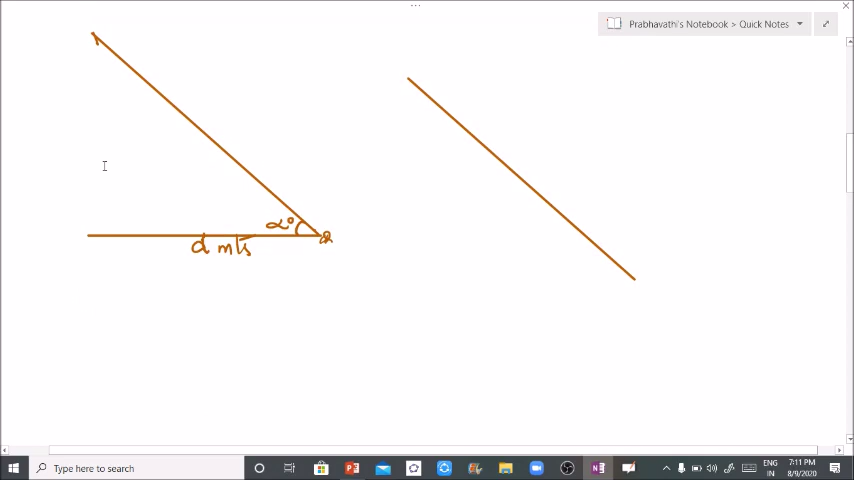 Prabhavathi's Notebook > Quick Notes
α°
d mts
Type here to search
ENG
IN
7:11 PM
8/9/2020